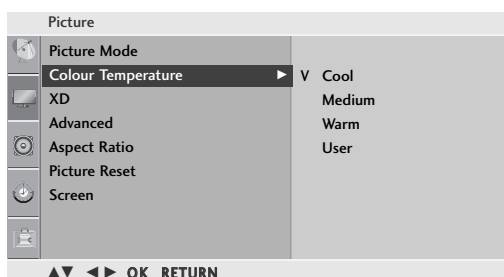 Picture
Picture Mode
Colour Temperature ► V Cool
XD Medium
Advanced Warm
Aspect Ratio User
Picture Reset
Screen
▲▼ ◄► OK RETURN